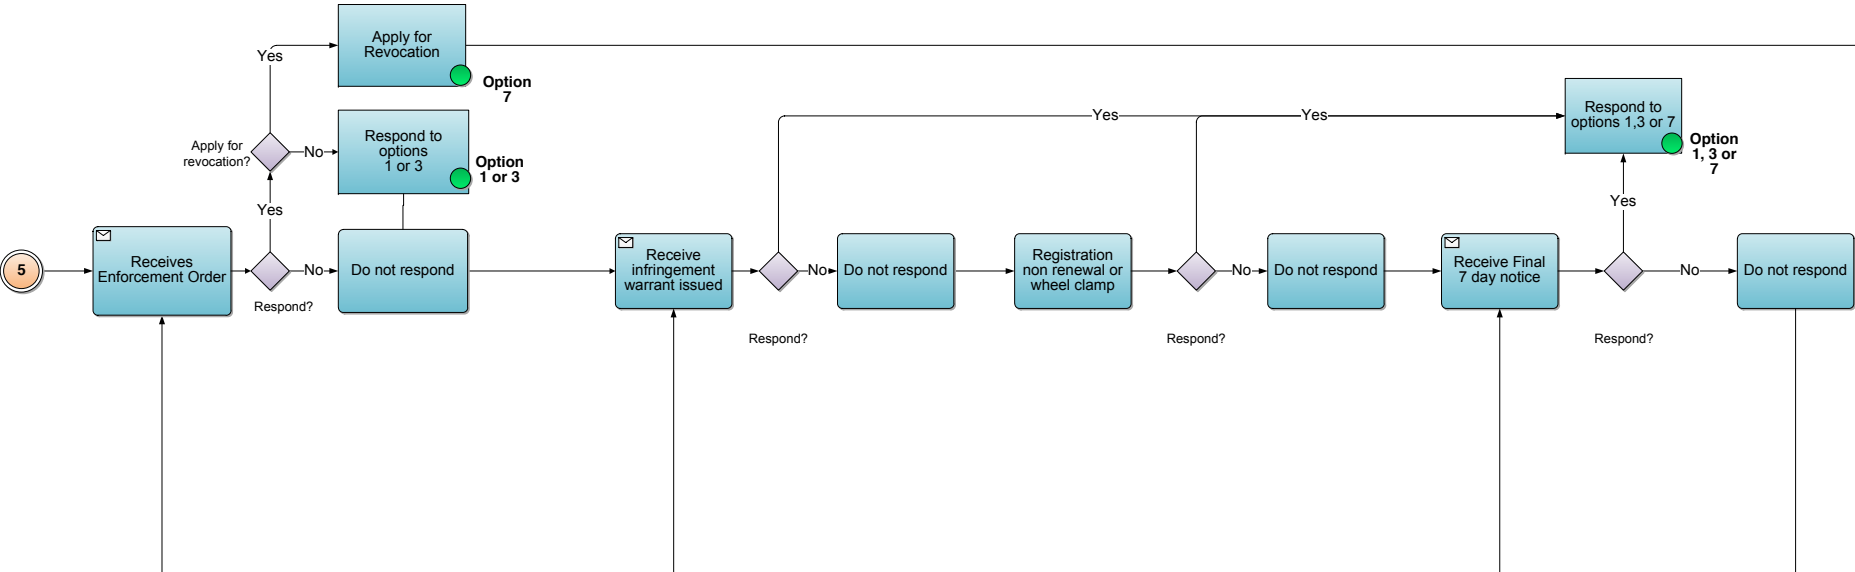 Apply for
Revocation
Yes
Option
7
Respond to
options 1,3 or 7
Yes
Yes
Option
1, 3 or
7
Apply for
revocation?
No
Respond to
options
1 or 3
Option
1 or 3
Yes
Yes
5
Receives
Enforcement Order
No
Do not respond
Respond?
Receive
infringement
warrant issued
No
Do not respond
Respond?
Registration
non renewal or
wheel clamp
No
Do not respond
Respond?
Receive Final
7 day notice
No
Do not respond
Respond?